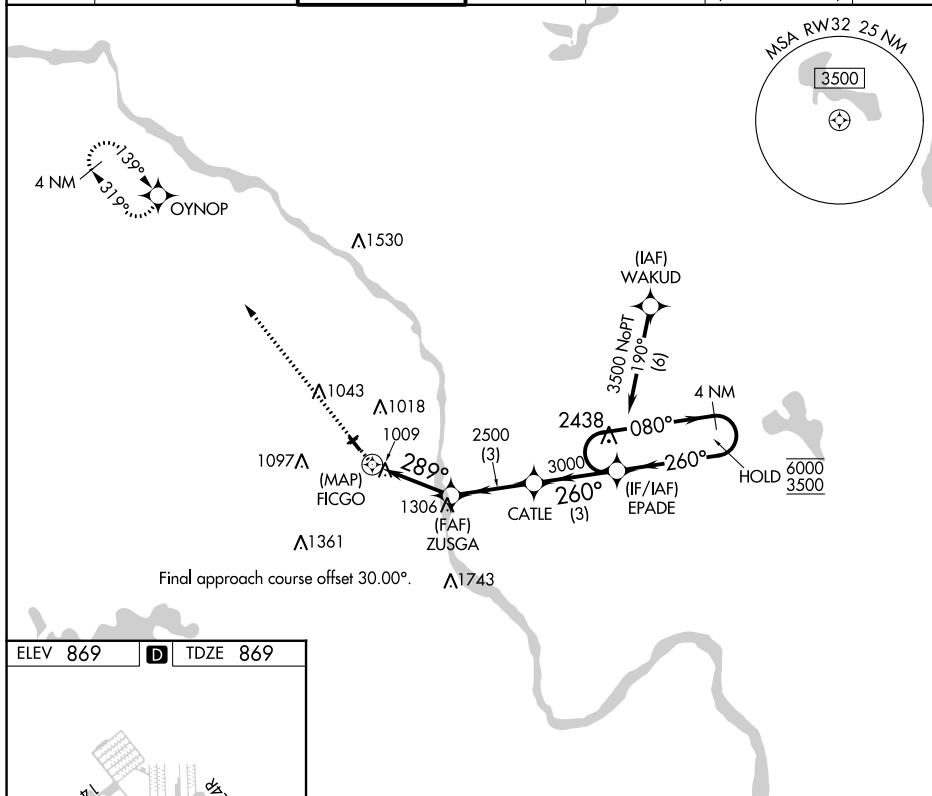 MSA RW32 25 NM
3500
139°
4 NM
319°
OYNOP
1530
(IAF)
WAKUD
3500 NoPT
190°
(6)
1043
1018
4 NM
2438
080°
1009
2500
(3)
1097
289°
3000
260°
HOLD
6000
3500
(MAP)
FICGO
260°
(3)
(IF/IAF)
EPADE
1306
CATLE
(FAF)
ZUSGA
1361
Final approach course offset 30.00°.
1743
ELEV 869 D TDZE 869